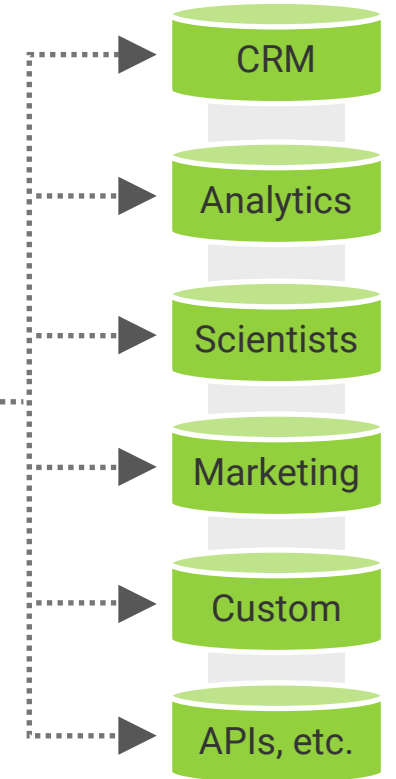 CRM
Analytics
Scientists
Marketing
Custom
APIs, etc.